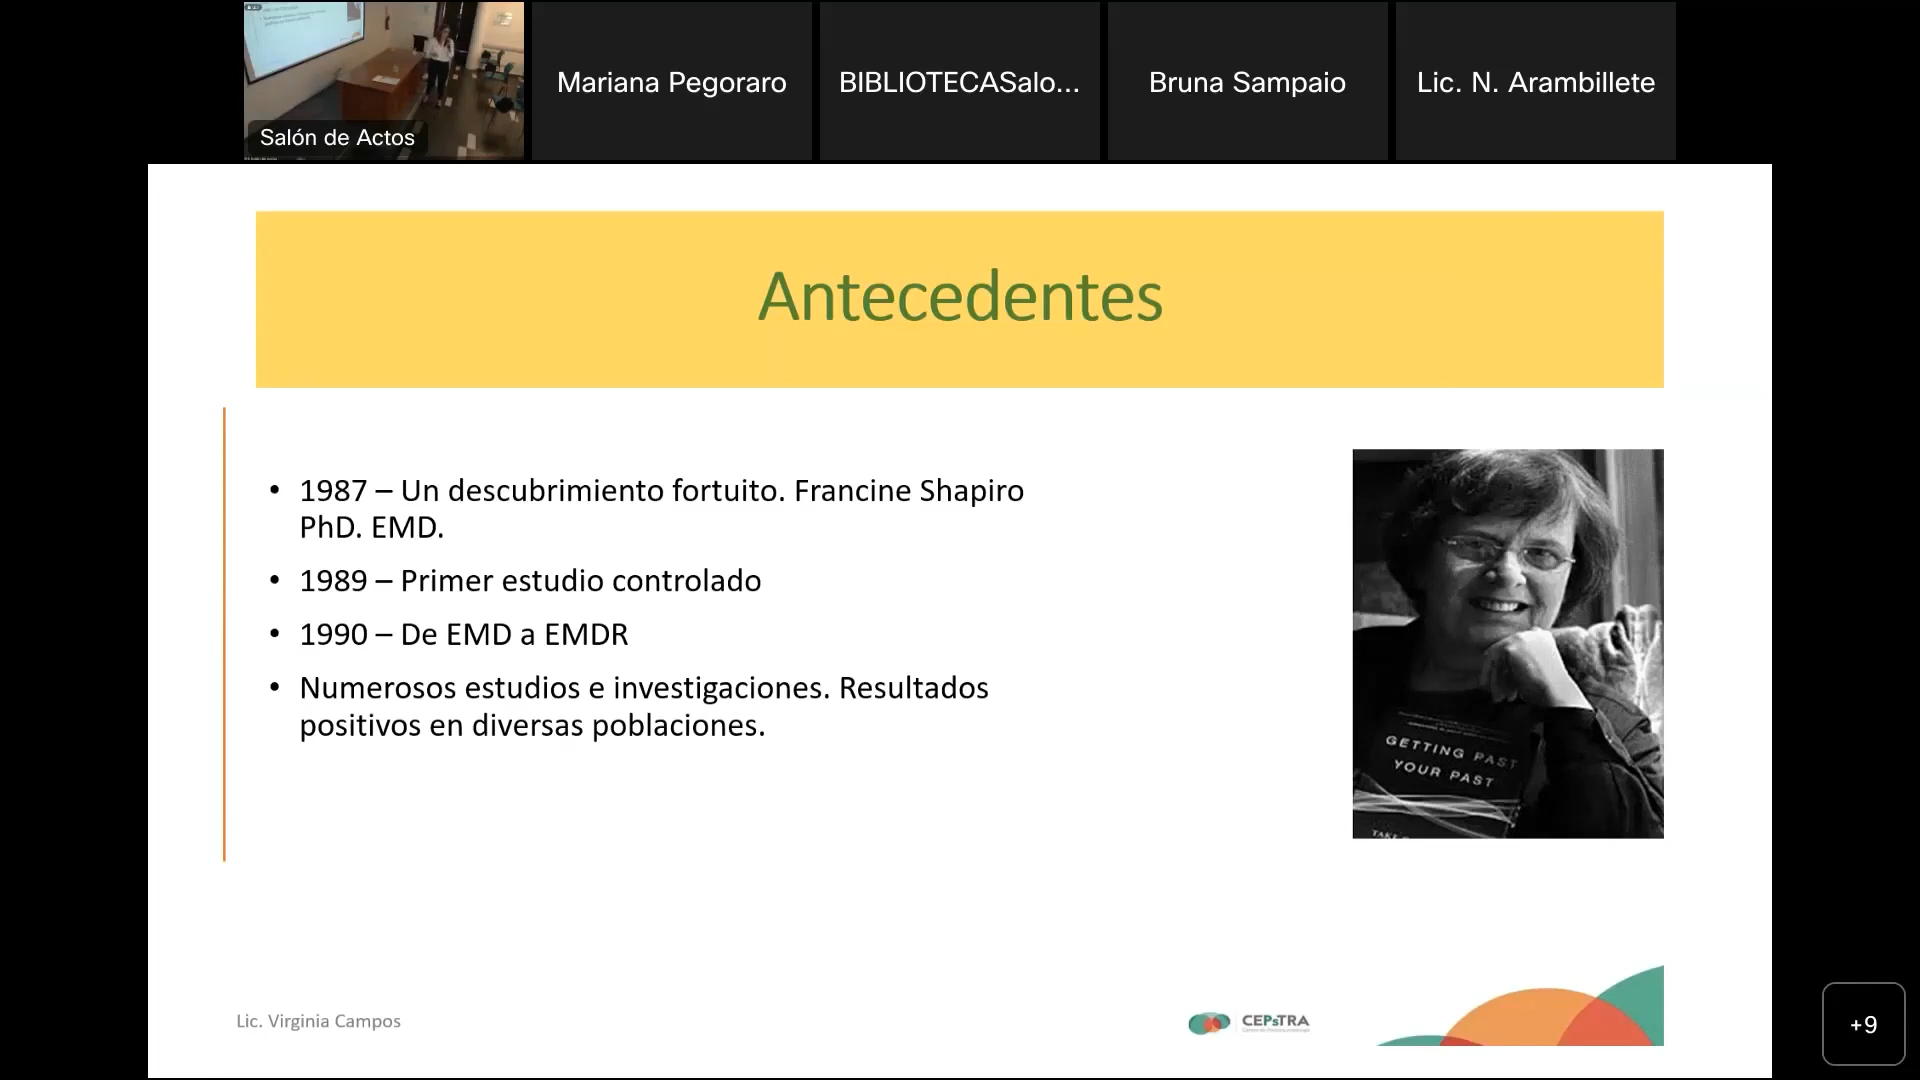 Salón de Actos
Mariana Pegoraro
BIBLIOTECASalo...
Bruna Sampaio
Lic. N. Arambillete
Antecedentes
• 1987 – Un descubrimiento fortuito. Francine Shapiro
PhD. EMD.
• 1989 – Primer estudio controlado
• 1990 – De EMD a EMDR
• Numerosos estudios e investigaciones. Resultados
positivos en diversas poblaciones.
GETTING PAST
YOUR PAST
Lic. Virginia Campos
CEPsTRA
+9